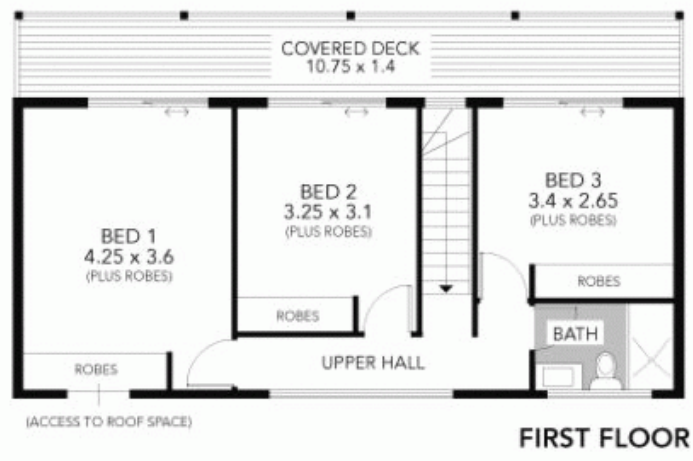 COVERED DECK
10.75 x 1.4
BED 1
4.25 x 3.6
(PLUS ROBES)
BED 2
3.25 x 3.1
(PLUS ROBES)
BED 3
3.4 x 2.65
(PLUS ROBES)
ROBES
ROBES
ROBES
BATH
UPPER HALL
(ACCESS TO ROOF SPACE)
FIRST FLOOR